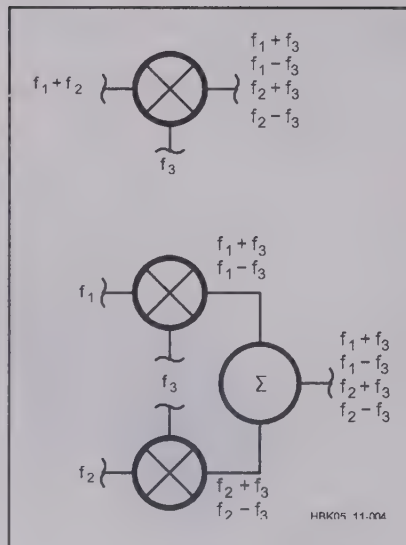 f1 + f3
f1 – f3
f1 + f2
f2 + f3
f2 – f3
f3
f1 + f3
f1 – f3
f1
f3
Σ
f1 + f3
f1 – f3
f2 + f3
f2 – f3
f2
f2 + f3
f2 – f3
HBK05_11-004